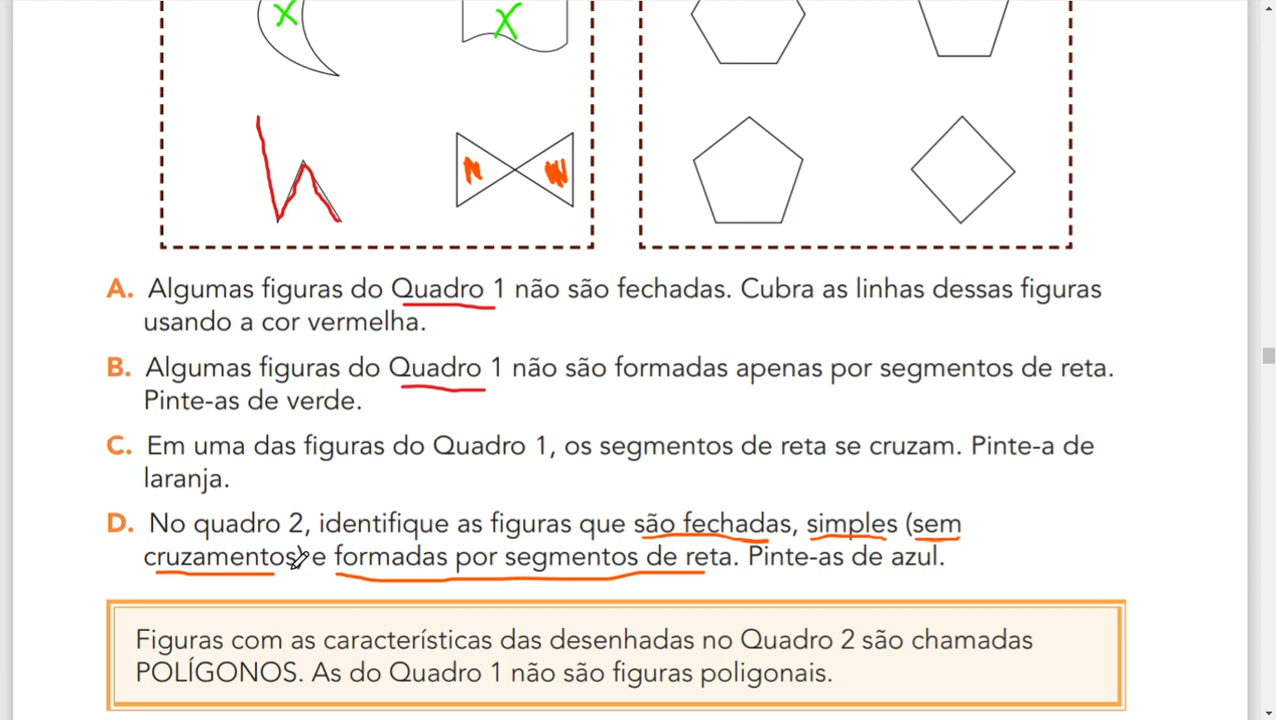 A. Algumas figuras do Quadro 1 não são fechadas. Cubra as linhas dessas figuras
usando a cor vermelha.
B. Algumas figuras do Quadro 1 não são formadas apenas por segmentos de reta.
Pinte-as de verde.
C. Em uma das figuras do Quadro 1, os segmentos de reta se cruzam. Pinte-a de
laranja.
D. No quadro 2, identifique as figuras que são fechadas, simples (sem
cruzamentos) e formadas por segmentos de reta. Pinte-as de azul.
Figuras com as características das desenhadas no Quadro 2 são chamadas
POLÍGONOS. As do Quadro 1 não são figuras poligonais.